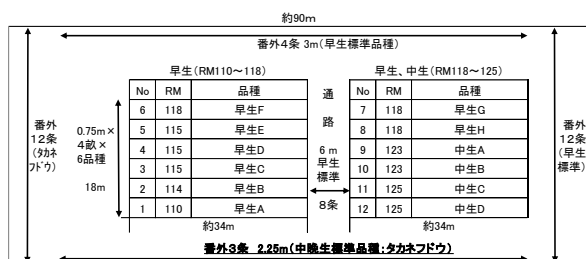 約90m
番外4条 3m(早生標準品種)
早生(RM110～118)
早生、中生(RM118～125)
No RM 品種
6 118 早生F
5 115 早生E
4 115 早生D
3 115 早生C
2 114 早生B
1 110 早生A
通
路
6m
早生
標準
8条
No RM 品種
7 118 早生G
8 118 早生H
9 123 中生A
10 123 中生B
11 125 中生C
12 125 中生D
番外
12条
(タカネ
フドウ)
0.75m×
4畝×
6品種
18m
番外
12条
(早生
標準)
約34m
約34m
番外3条 2.25m(中晩生標準品種:タカネフドウ)